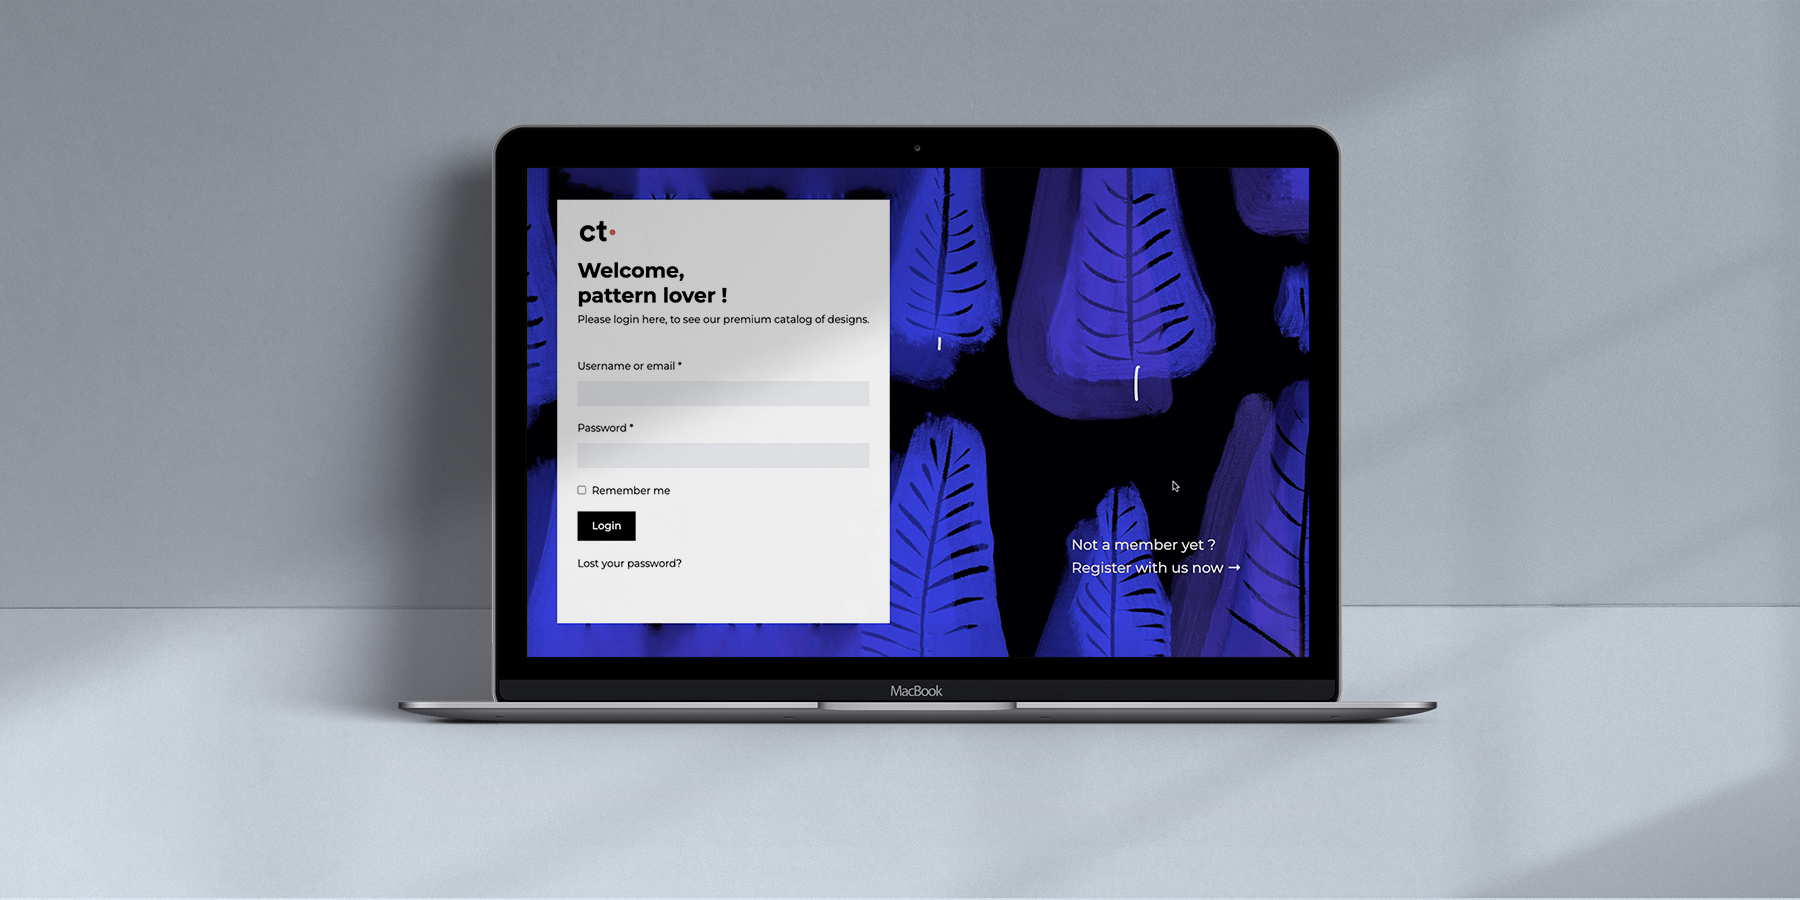 ct
Welcome,
pattern lover !
Please login here, to see our premium catalog of designs.
Username or email *
Password *
Remember me
Login
Lost your password?
Not a member yet ?
Register with us now →
MacBook